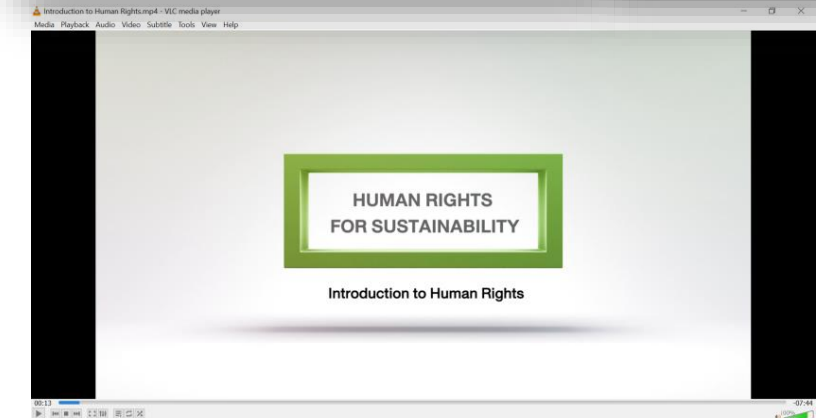 Introduction to Human Rights.mp4 - VLC media player
Media Playback Audio Video Subtitle Tools View Help
HUMAN RIGHTS
FOR SUSTAINABILITY
Introduction to Human Rights
00:13
-07:44
100%